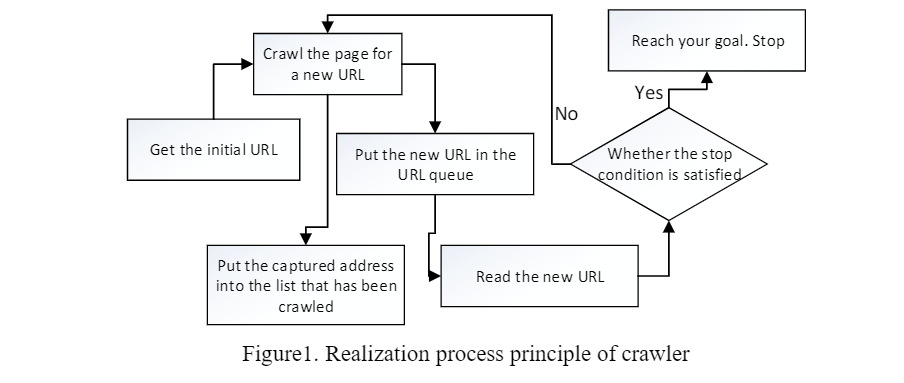 Reach your goal. Stop
Crawl the page for
a new URL
Yes
No
Get the initial URL
Put the new URL in the
URL queue
Whether the stop
condition is satisfied
Put the captured address
into the list that has been
crawled
Read the new URL
Figure1. Realization process principle of crawler